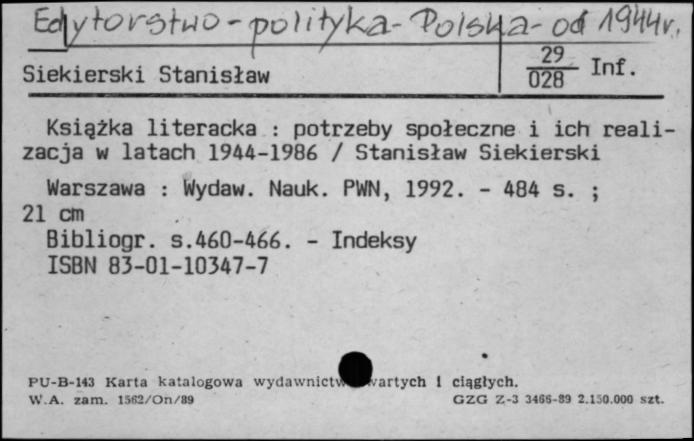 Edytorstwo - polityka - Polska - od 1944 r.
Siekierski Stanisław
29
028 Inf.
Książka literacka : potrzeby społeczne i ich reali-
zacja w latach 1944-1986 / Stanisław Siekierski
Warszawa : Wydaw. Nauk. PWN, 1992. - 484 s. ;
21 cm
Bibliogr. s.460-466. - Indeksy
ISBN 83-01-10347-7
PU-B-143 Karta katalogowa wydawnictw wartych i ciągłych.
W.A. zam. 1562/On/89 GZG Z-3 3466-89 2.150.000 szt.